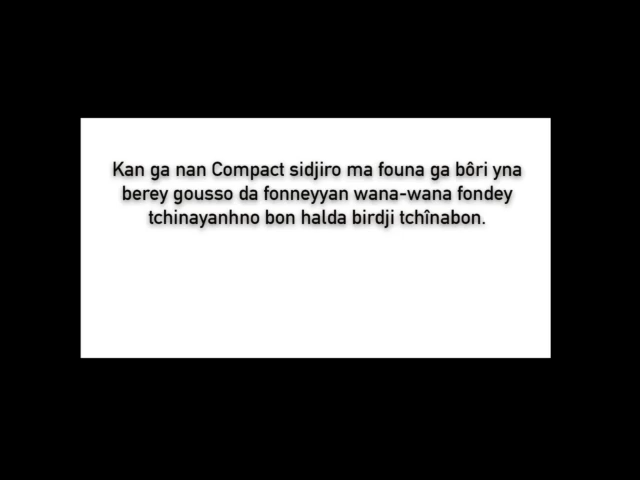 Kan ga nan Compact sidjiro ma founa ga bôri yna
berey gousso da fonneyyan wana-wana fondey
tchinayanhno bon halda birdji tchînabon.